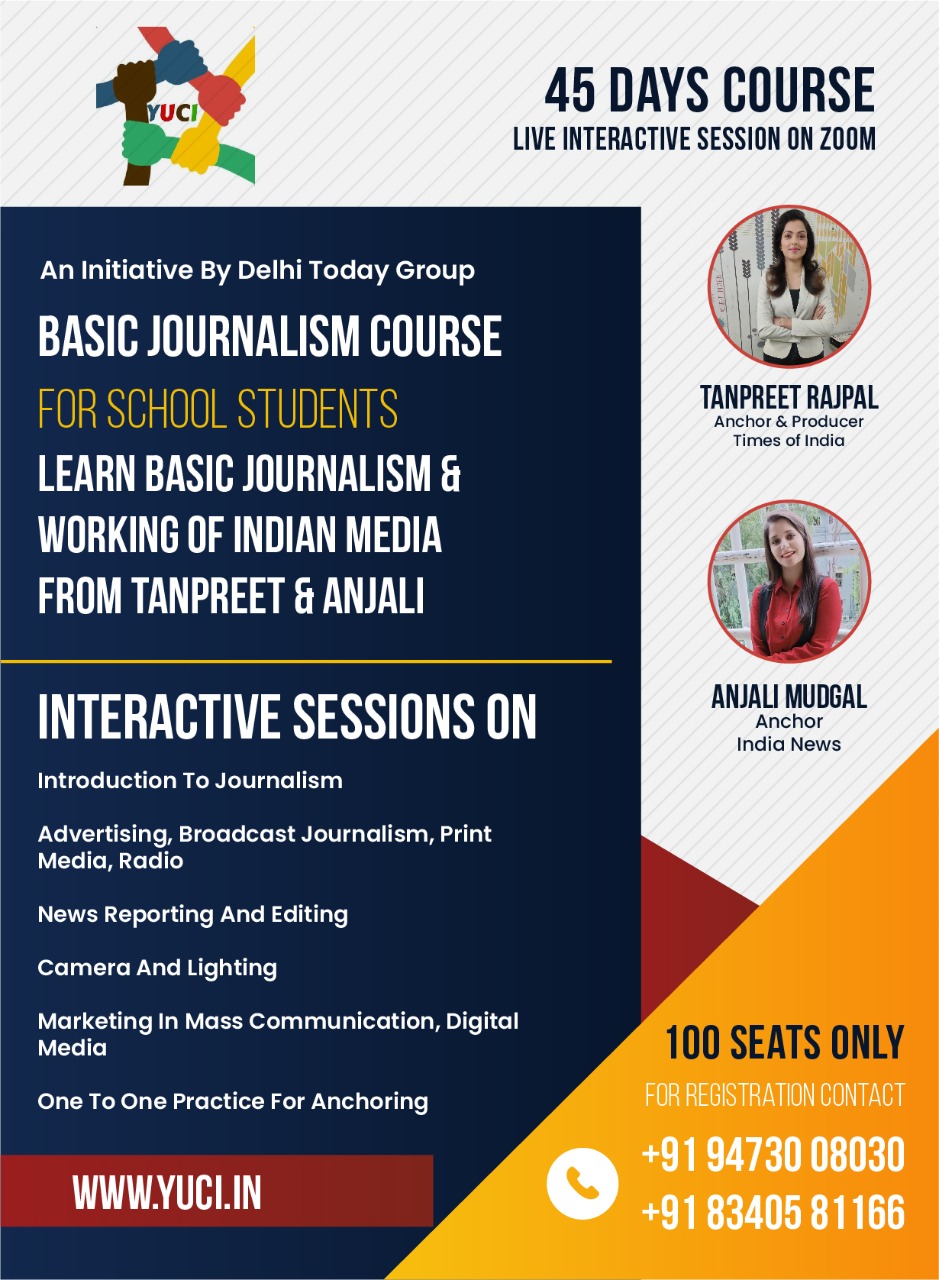 YUCI
45 DAYS COURSE
LIVE INTERACTIVE SESSION ON ZOOM
An Initiative By Delhi Today Group
BASIC JOURNALISM COURSE
FOR SCHOOL STUDENTS
LEARN BASIC JOURNALISM &
WORKING OF INDIAN MEDIA
FROM TANPREET & ANJALI
TANPREET RAJPAL
Anchor & Producer
Times of India
ANJALI MUDGAL
Anchor
India News
INTERACTIVE SESSIONS ON
Introduction To Journalism
Advertising, Broadcast Journalism, Print
Media, Radio
News Reporting And Editing
Camera And Lighting
Marketing In Mass Communication, Digital
Media
One To One Practice For Anchoring
WWW.YUCI.IN
100 SEATS ONLY
FOR REGISTRATION CONTACT
+91 94730 08030
+91 83405 81166